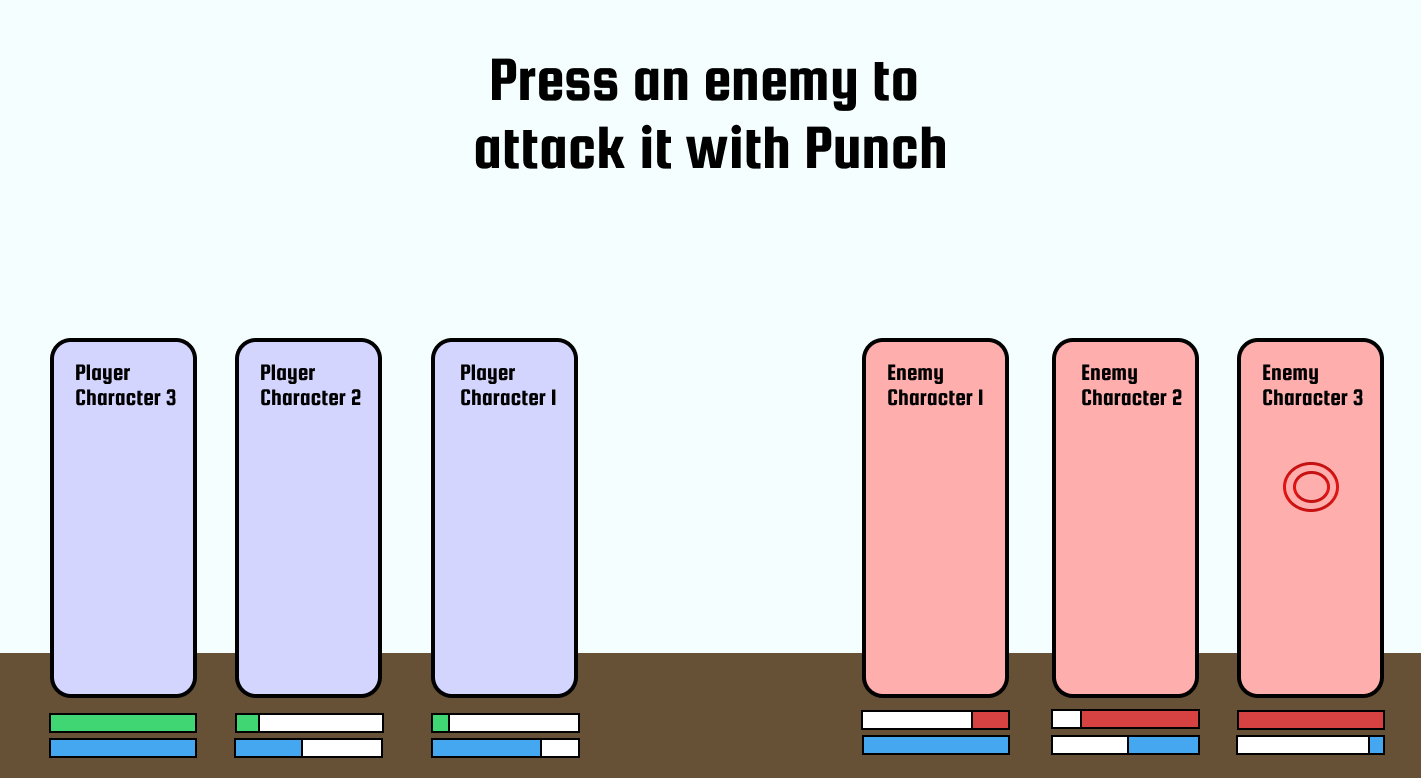 Press an enemy to
attack it with Punch
Player
Character 3
Player
Character 2
Player
Character 1
Enemy
Character 1
Enemy
Character 2
Enemy
Character 3